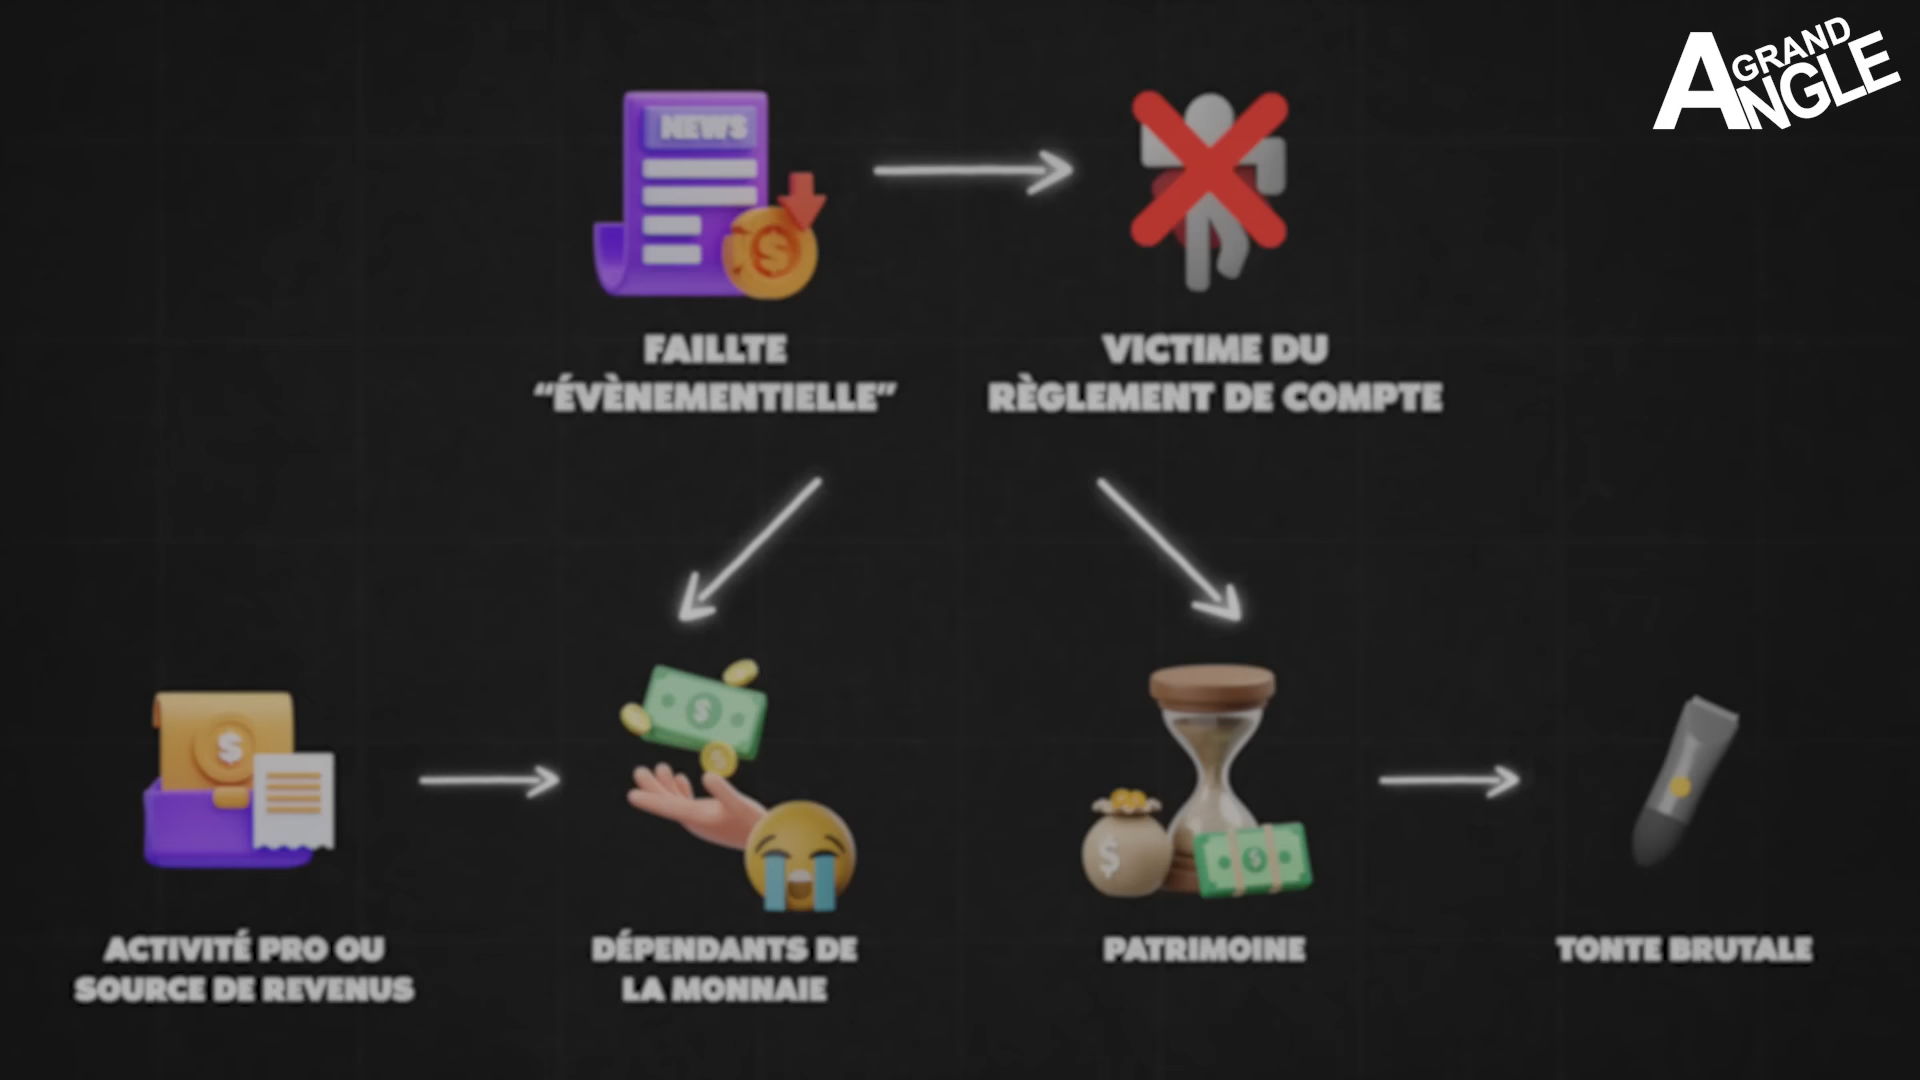 GRAND
ANGLE
NEWS
FAILLTE
“ÉVÈNEMENTIELLE”
VICTIME DU
RÈGLEMENT DE COMPTE
ACTIVITÉ PRO OU
SOURCE DE REVENUS
DÉPENDANTS DE
LA MONNAIE
PATRIMOINE
TONTE BRUTALE